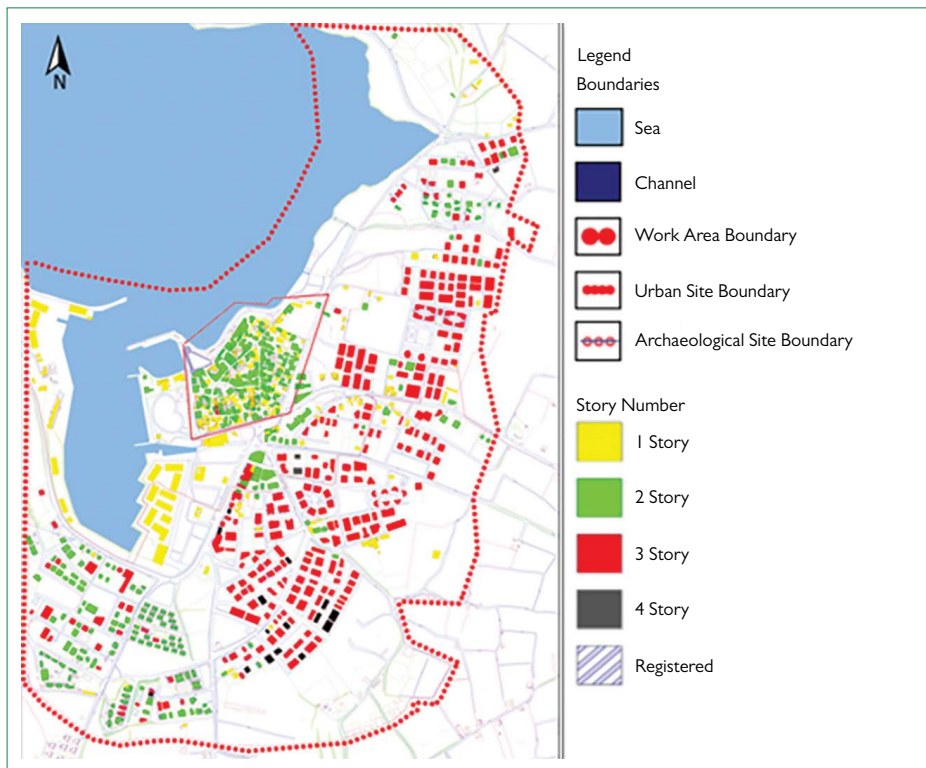 N
Legend
Boundaries
Sea
Channel
Work Area Boundary
Urban Site Boundary
Archaeological Site Boundary
Story Number
1 Story
2 Story
3 Story
4 Story
Registered